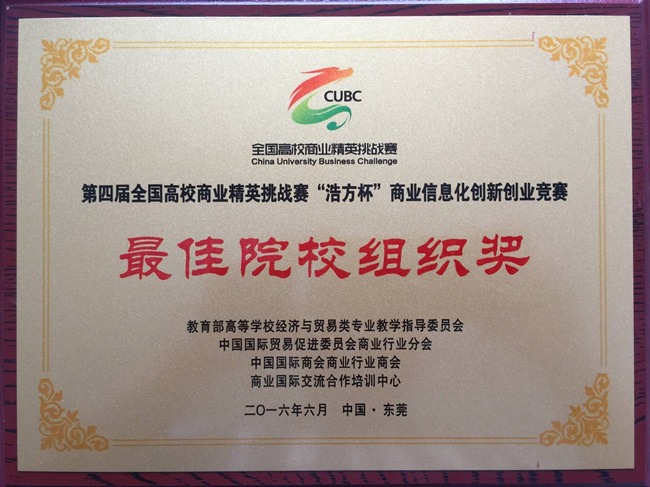 CUBC
全国高校商业精英挑战赛
China University Business Challenge
第四届全国高校商业精英挑战赛“浩方杯”商业信息化创新创业竞赛
最佳院校组织奖
教育部高等学校经济与贸易类专业教学指导委员会
中国国际贸易促进委员会商业行业分会
中国国际商会商业行业商会
商业国际交流合作培训中心
二〇一六年六月 中国·东莞